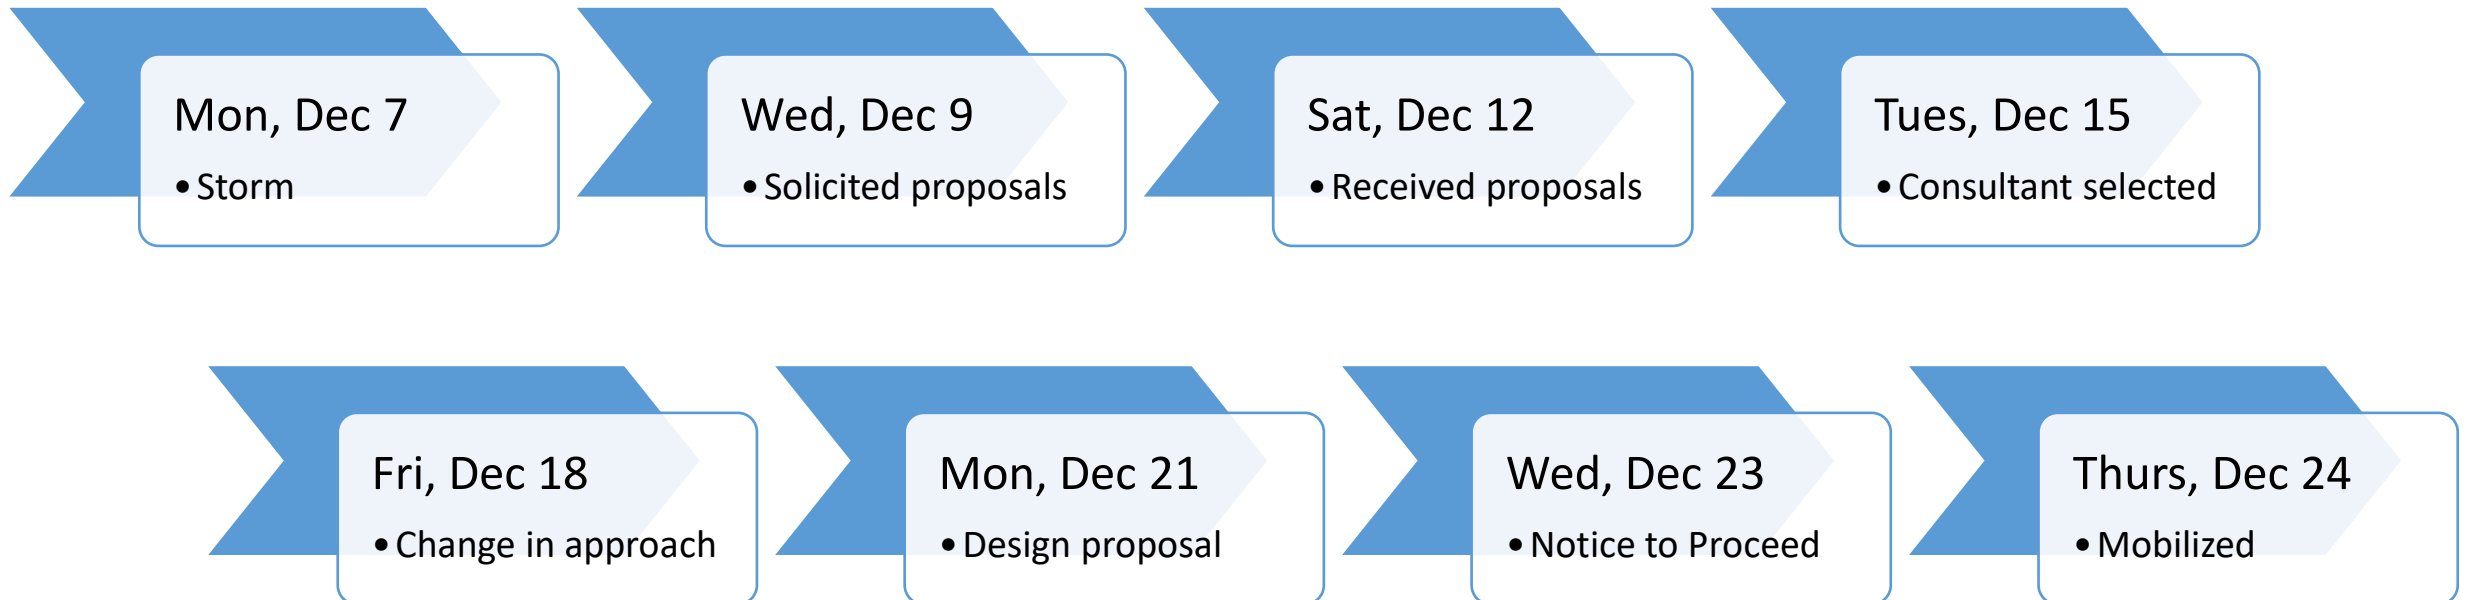 Mon, Dec 7
• Storm
Wed, Dec 9
• Solicited proposals
Sat, Dec 12
• Received proposals
Tues, Dec 15
• Consultant selected
Fri, Dec 18
• Change in approach
Mon, Dec 21
• Design proposal
Wed, Dec 23
• Notice to Proceed
Thurs, Dec 24
• Mobilized